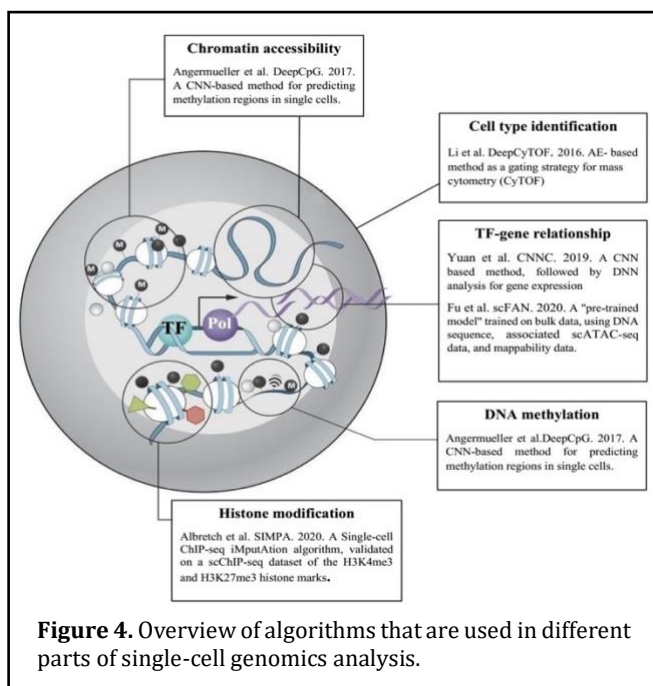 Chromatin accessibility
Angermueller et al. DeepCpG. 2017.
A CNN-based method for predicting
methylation regions in single cells.
Cell type identification
Li et al. DeepCyTOF. 2016. AE- based
method as a gating strategy for mass
cytometry (CyTOF)
TF-gene relationship
Yuan et al. CNNC. 2019. A CNN
based method, followed by DNN
analysis for gene expression
Fu et al. scFAN. 2020. A "pre-trained
model" trained on bulk data, using DNA
sequence, associated scATAC-seq
data, and mappability data.
M
M
M
M
TF
Pol
M
DNA methylation
Angermueller et al.DeepCpG. 2017. A
CNN-based method for predicting
methylation regions in single cells.
Histone modification
Albretch et al. SIMPA. 2020. A Single-cell
ChIP-seq iMputAtion algorithm, validated
on a scChIP-seq dataset of the H3K4me3
and H3K27me3 histone marks.
Figure 4. Overview of algorithms that are used in different
parts of single-cell genomics analysis.